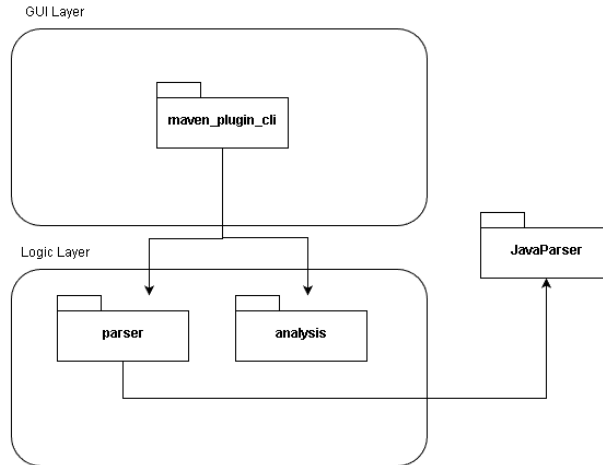 GUI Layer
maven_plugin_cli
Logic Layer
JavaParser
parser
analysis